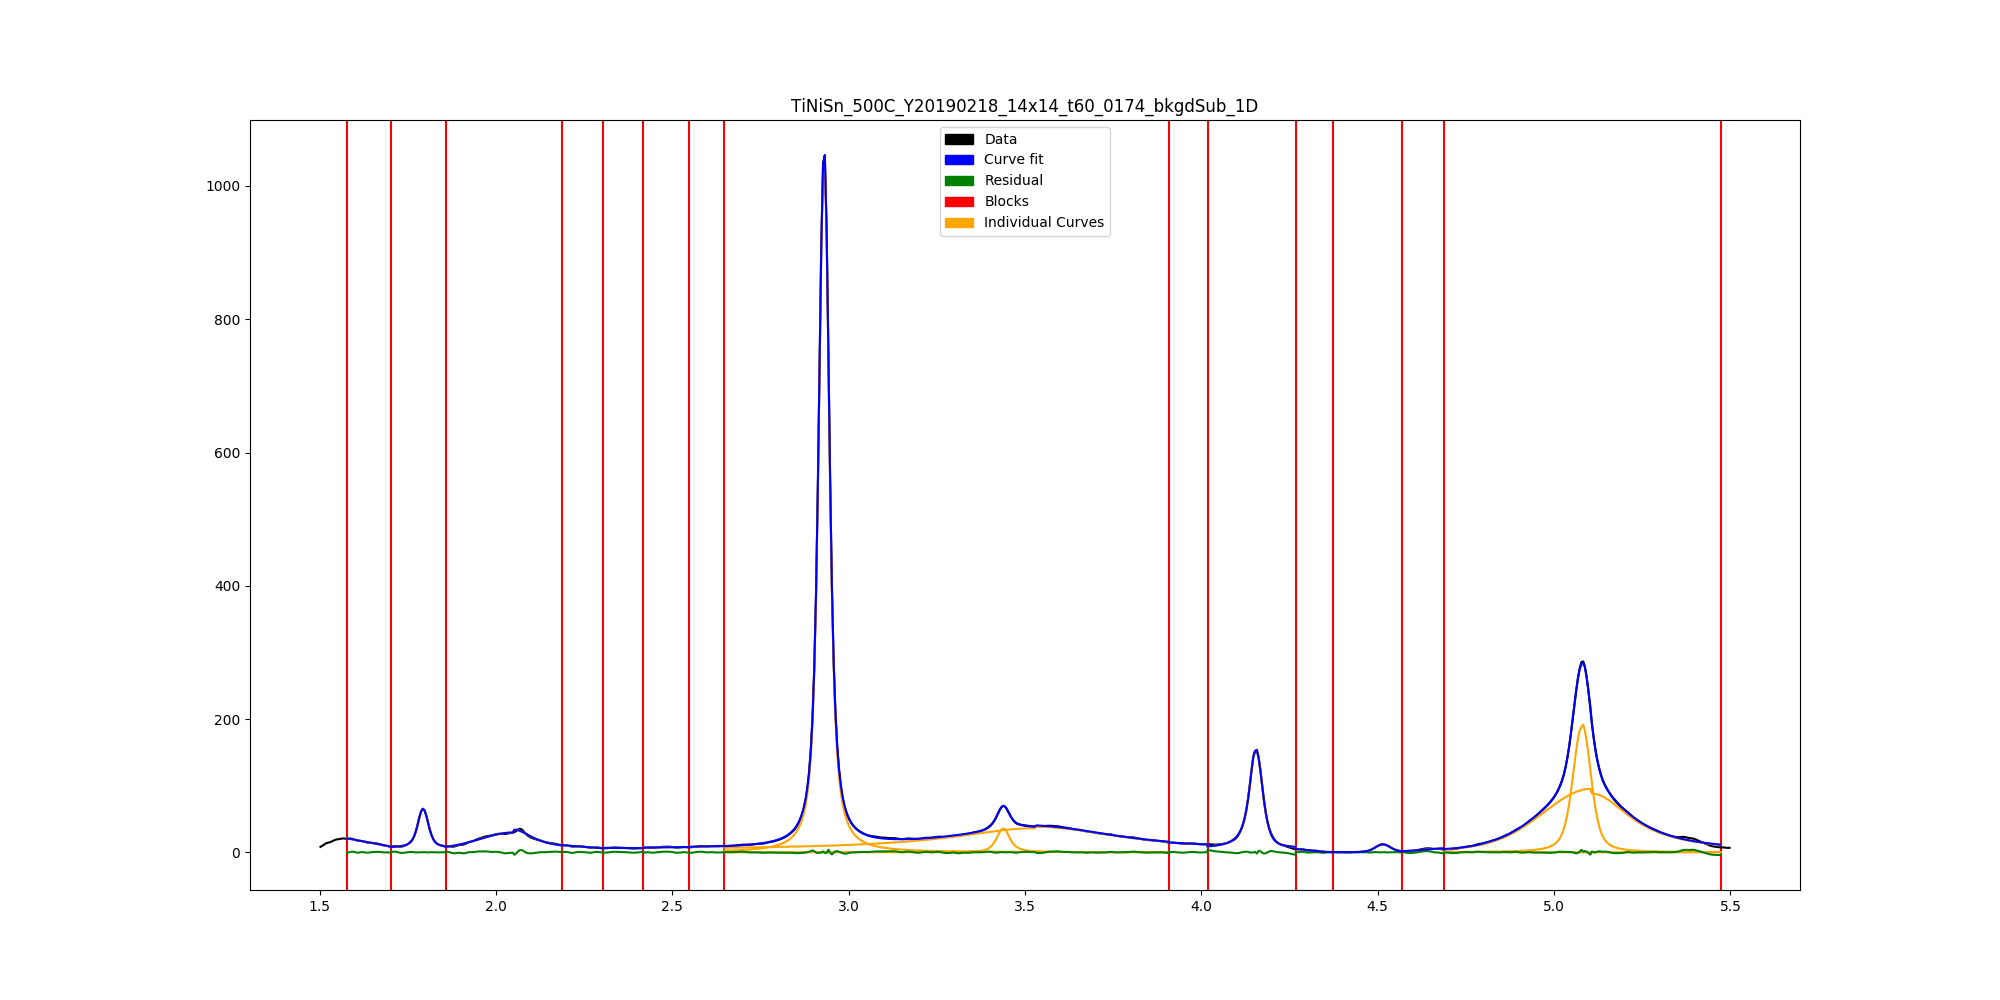 TiNiSn_500C_Y20190218_14x14_t60_0174_bkgdSub_1D
Data
Curve fit
Residual
Blocks
Individual Curves
1000
800
600
400
200
0
1.5 2.0 2.5 3.0 3.5 4.0 4.5 5.0 5.5